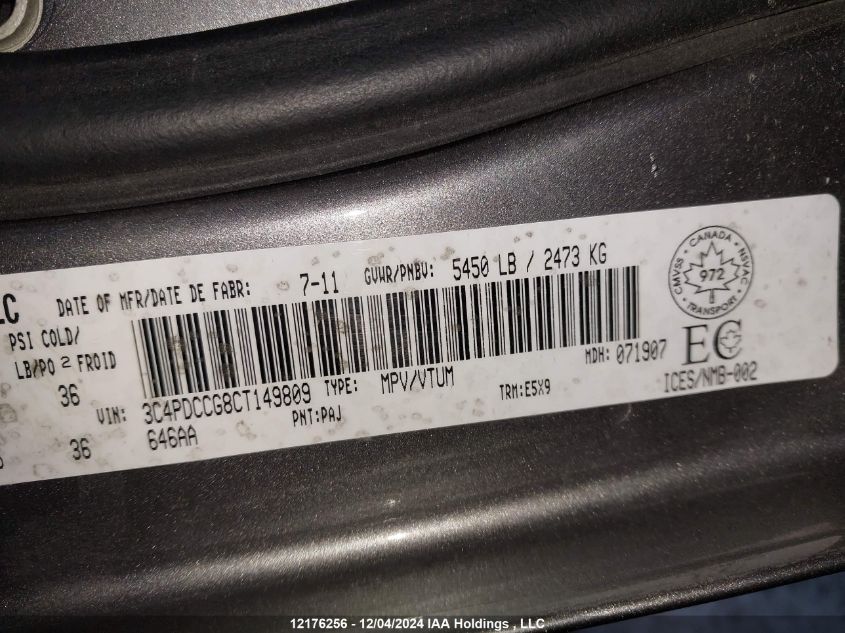 LC
DATE OF MFR/DATE DE FABR: 7-11 GVWR/PNBV: 5450 LB / 2473 KG
PSI COLD/
LB/PO 2 FROID
36
36
VIN: 3C4PDCCG8CT149809 TYPE: MPV/VTUM MDH: 071907
646AA PNT:PAJ TRM:E5X9
CANADA
CMVSS 972 NSVAC
TRANSPORT
EC
ICES/NMB-002
12176256 - 12/04/2024 IAA Holdings , LLC